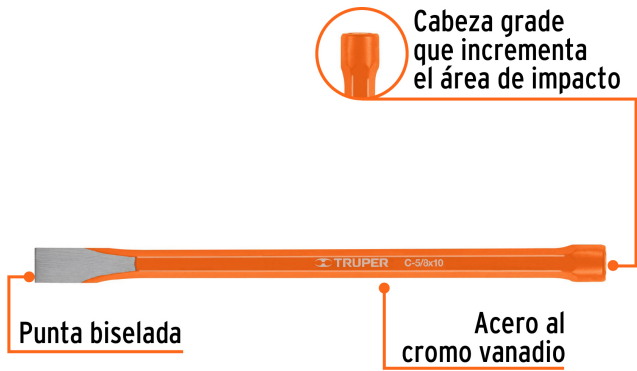 Cabeza grade
que incrementa
el área de impacto
TRUPER C-5/8x10
Punta biselada
Acero al
cromo vanadio